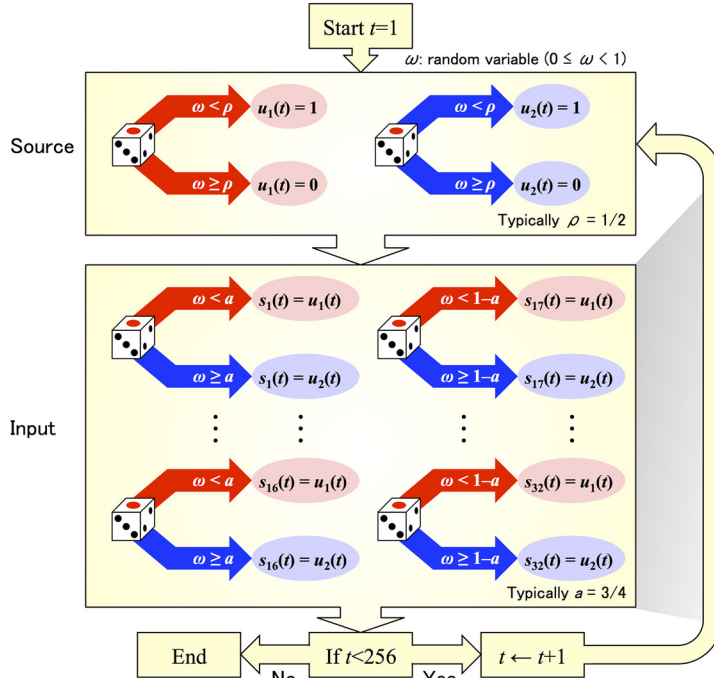 Start t=1
ω: random variable (0 ≤ ω < 1)
Source
ω < ρ
u₁(t) = 1
ω < ρ
u₂(t) = 1
ω ≥ ρ
u₁(t) = 0
ω ≥ ρ
u₂(t) = 0
Typically ρ = 1/2
Input
ω < a
s₁(t) = u₁(t)
ω < 1–a
s₁₇(t) = u₁(t)
ω ≥ a
s₁(t) = u₂(t)
ω ≥ 1–a
s₁₇(t) = u₂(t)
ω < a
s₁₆(t) = u₁(t)
ω < 1–a
s₃₂(t) = u₁(t)
ω ≥ a
s₁₆(t) = u₂(t)
ω ≥ 1–a
s₃₂(t) = u₂(t)
Typically a = 3/4
End
No
If t<256
Yes
t ← t+1